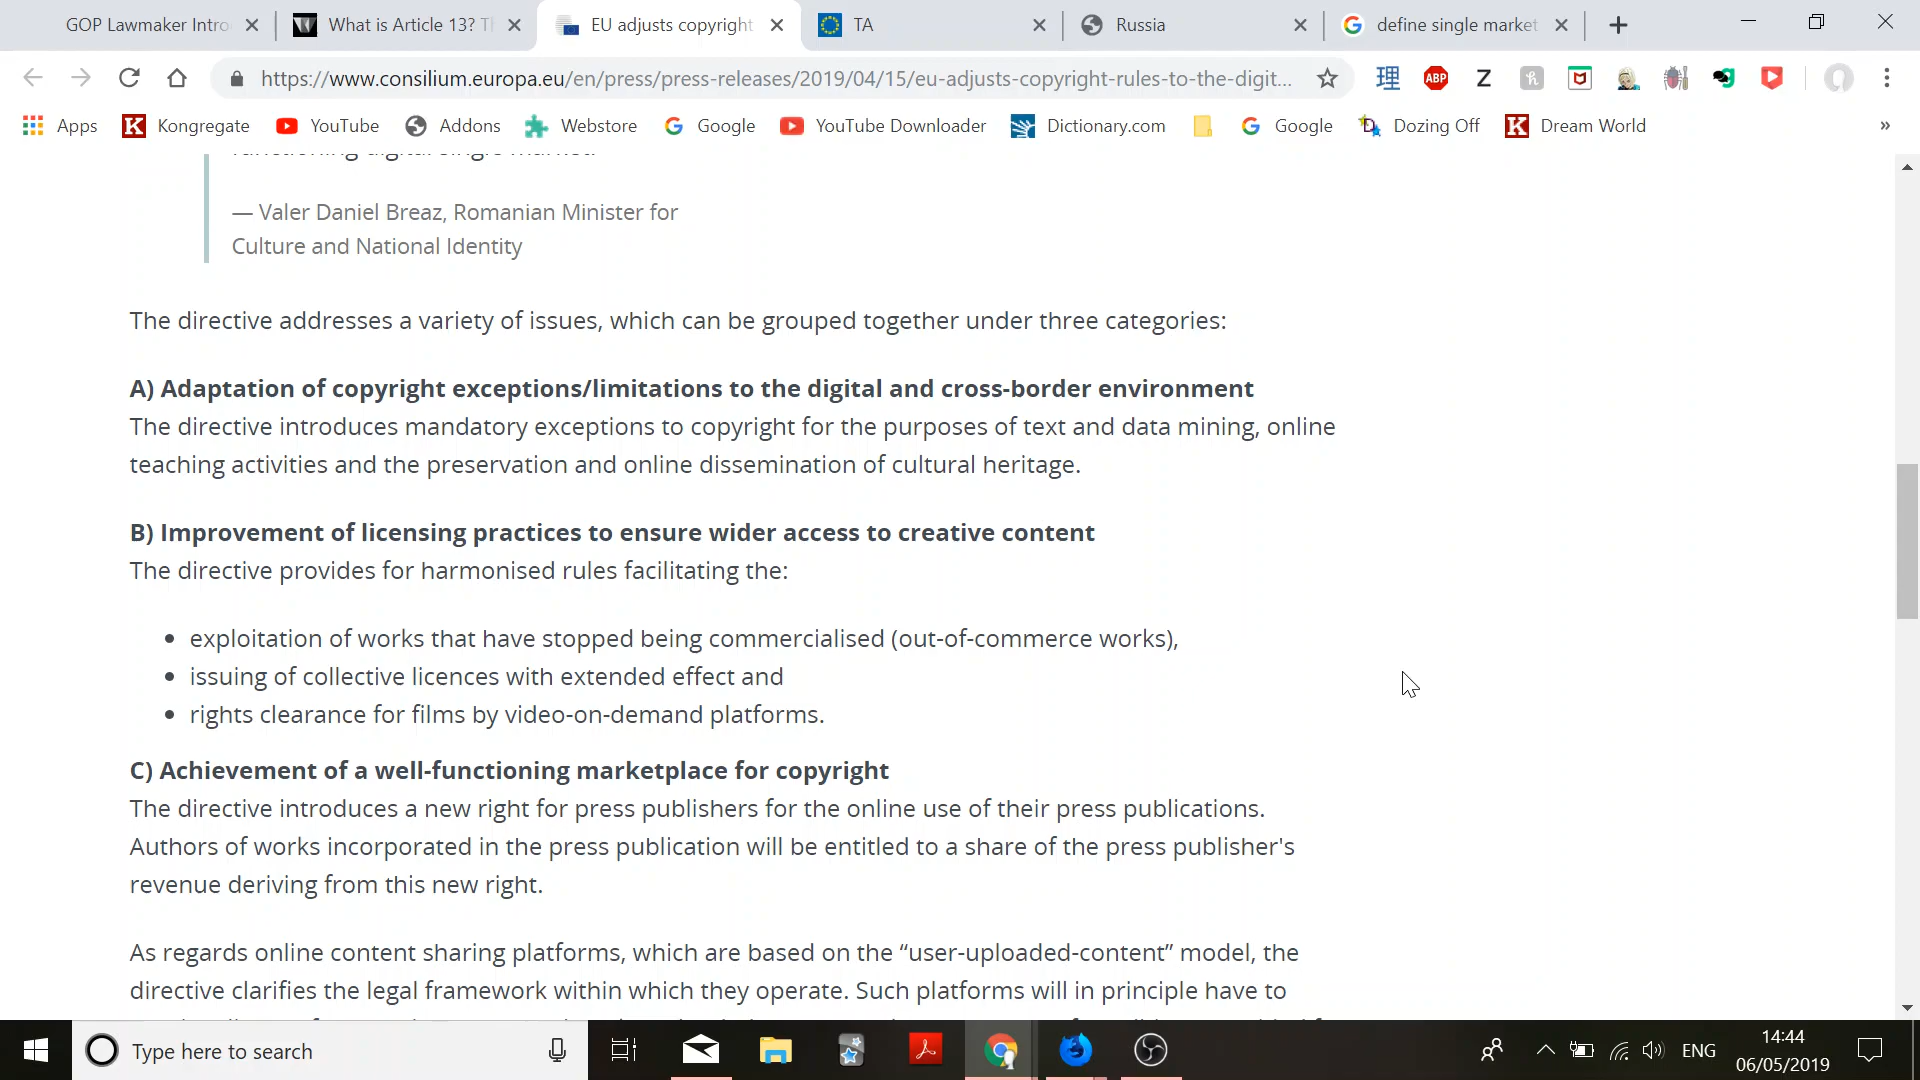 GOP Lawmaker Intro
What is Article 13? T
EU adjusts copyright
TA
Russia
define single market
https://www.consilium.europa.eu/en/press/press-releases/2019/04/15/eu-adjusts-copyright-rules-to-the-digit...
理
ABP
Z
Apps
Kongregate
YouTube
Addons
Webstore
Google
YouTube Downloader
Dictionary.com
Google
Dozing Off
Dream World
»
functioning digital single market.
— Valer Daniel Breaz, Romanian Minister for
Culture and National Identity
The directive addresses a variety of issues, which can be grouped together under three categories:
A) Adaptation of copyright exceptions/limitations to the digital and cross-border environment
The directive introduces mandatory exceptions to copyright for the purposes of text and data mining, online
teaching activities and the preservation and online dissemination of cultural heritage.
B) Improvement of licensing practices to ensure wider access to creative content
The directive provides for harmonised rules facilitating the:
• exploitation of works that have stopped being commercialised (out-of-commerce works),
• issuing of collective licences with extended effect and
• rights clearance for films by video-on-demand platforms.
C) Achievement of a well-functioning marketplace for copyright
The directive introduces a new right for press publishers for the online use of their press publications.
Authors of works incorporated in the press publication will be entitled to a share of the press publisher's
revenue deriving from this new right.
As regards online content sharing platforms, which are based on the “user-uploaded-content” model, the
directive clarifies the legal framework within which they operate. Such platforms will in principle have to
Type here to search
ENG
14:44
06/05/2019